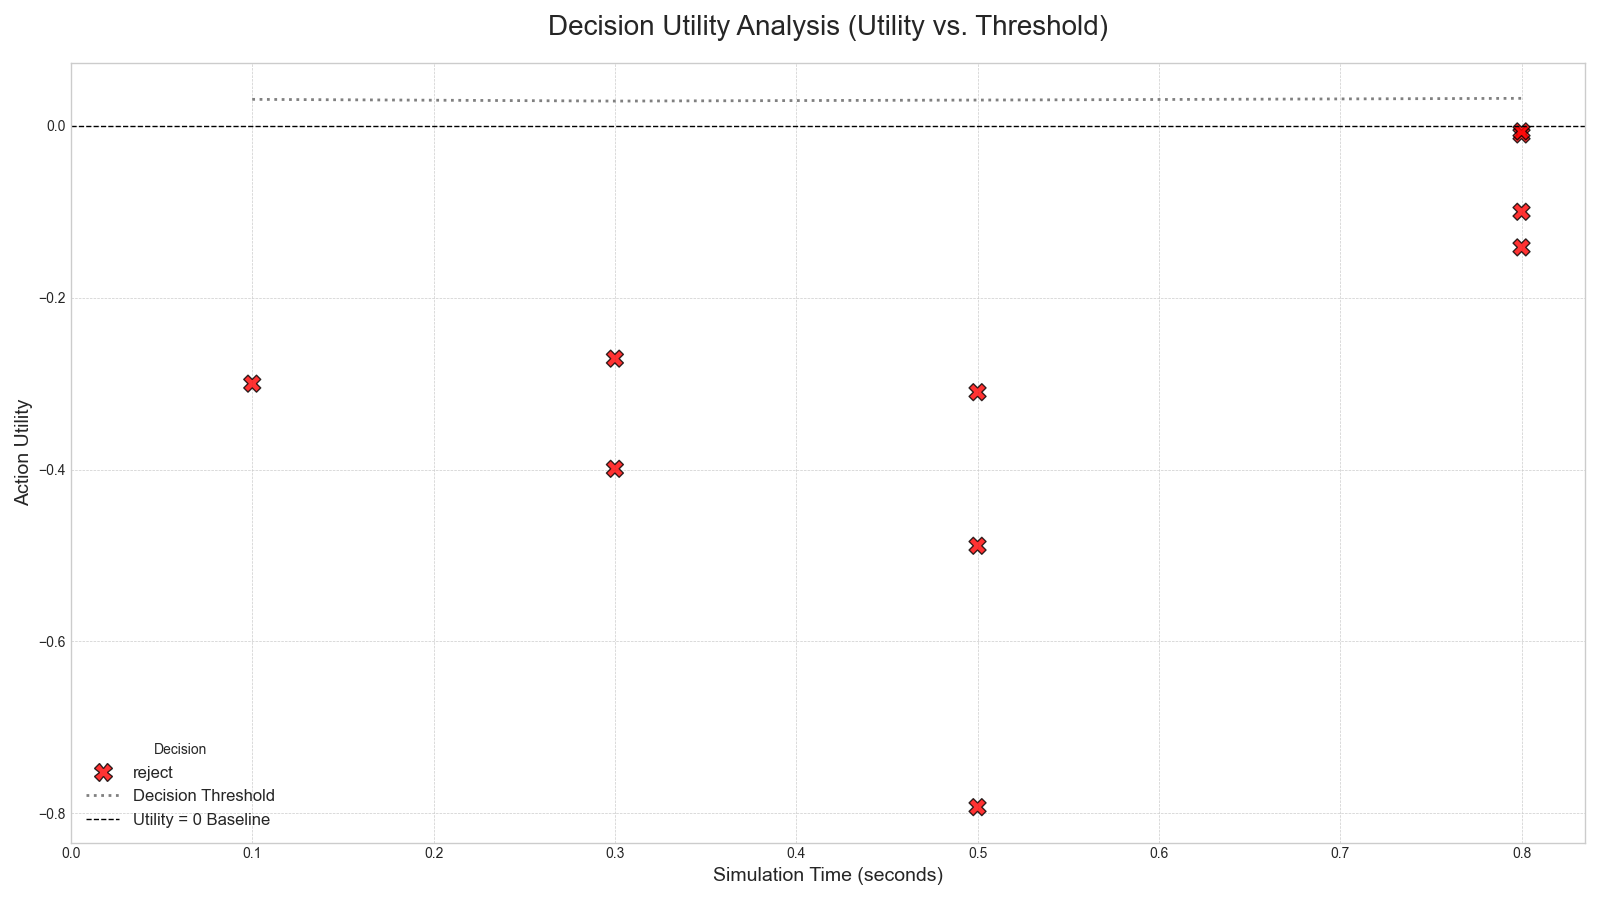 Decision Utility Analysis (Utility vs. Threshold)
Action Utility
0.0
−0.2
−0.4
−0.6
−0.8
Decision
reject
Decision Threshold
Utility = 0 Baseline
0.0 0.1 0.2 0.3 0.4 0.5 0.6 0.7 0.8
Simulation Time (seconds)